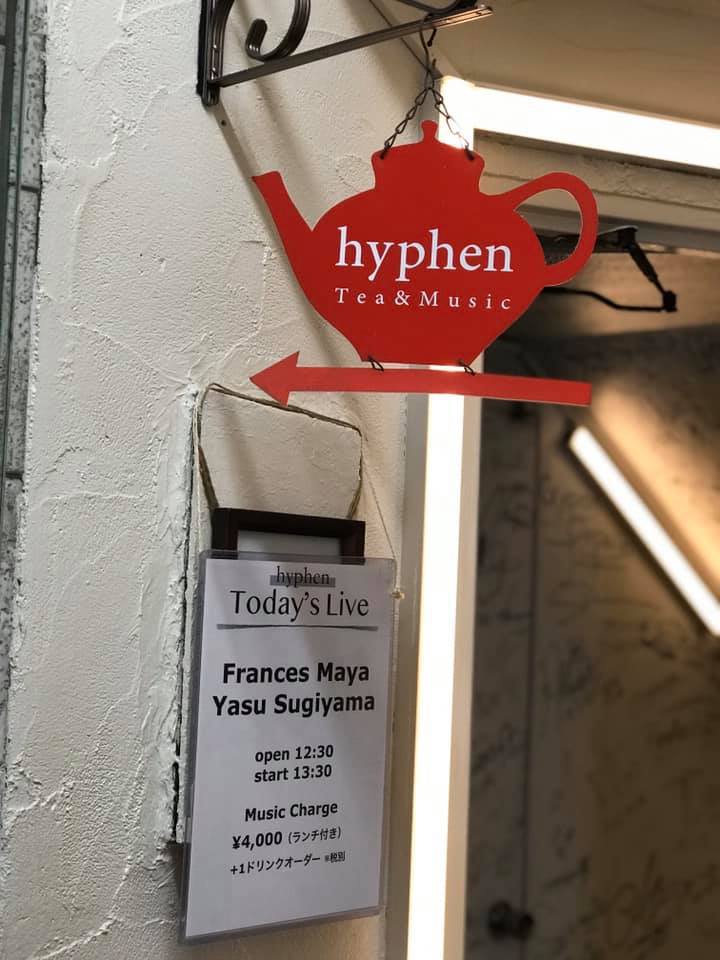 hyphen
Tea&Music
hyphen
Today's Live
Frances Maya
Yasu Sugiyama
open 12:30
start 13:30
Music Charge
¥4,000 (ランチ付き)
+1ドリンクオーダー ※税別